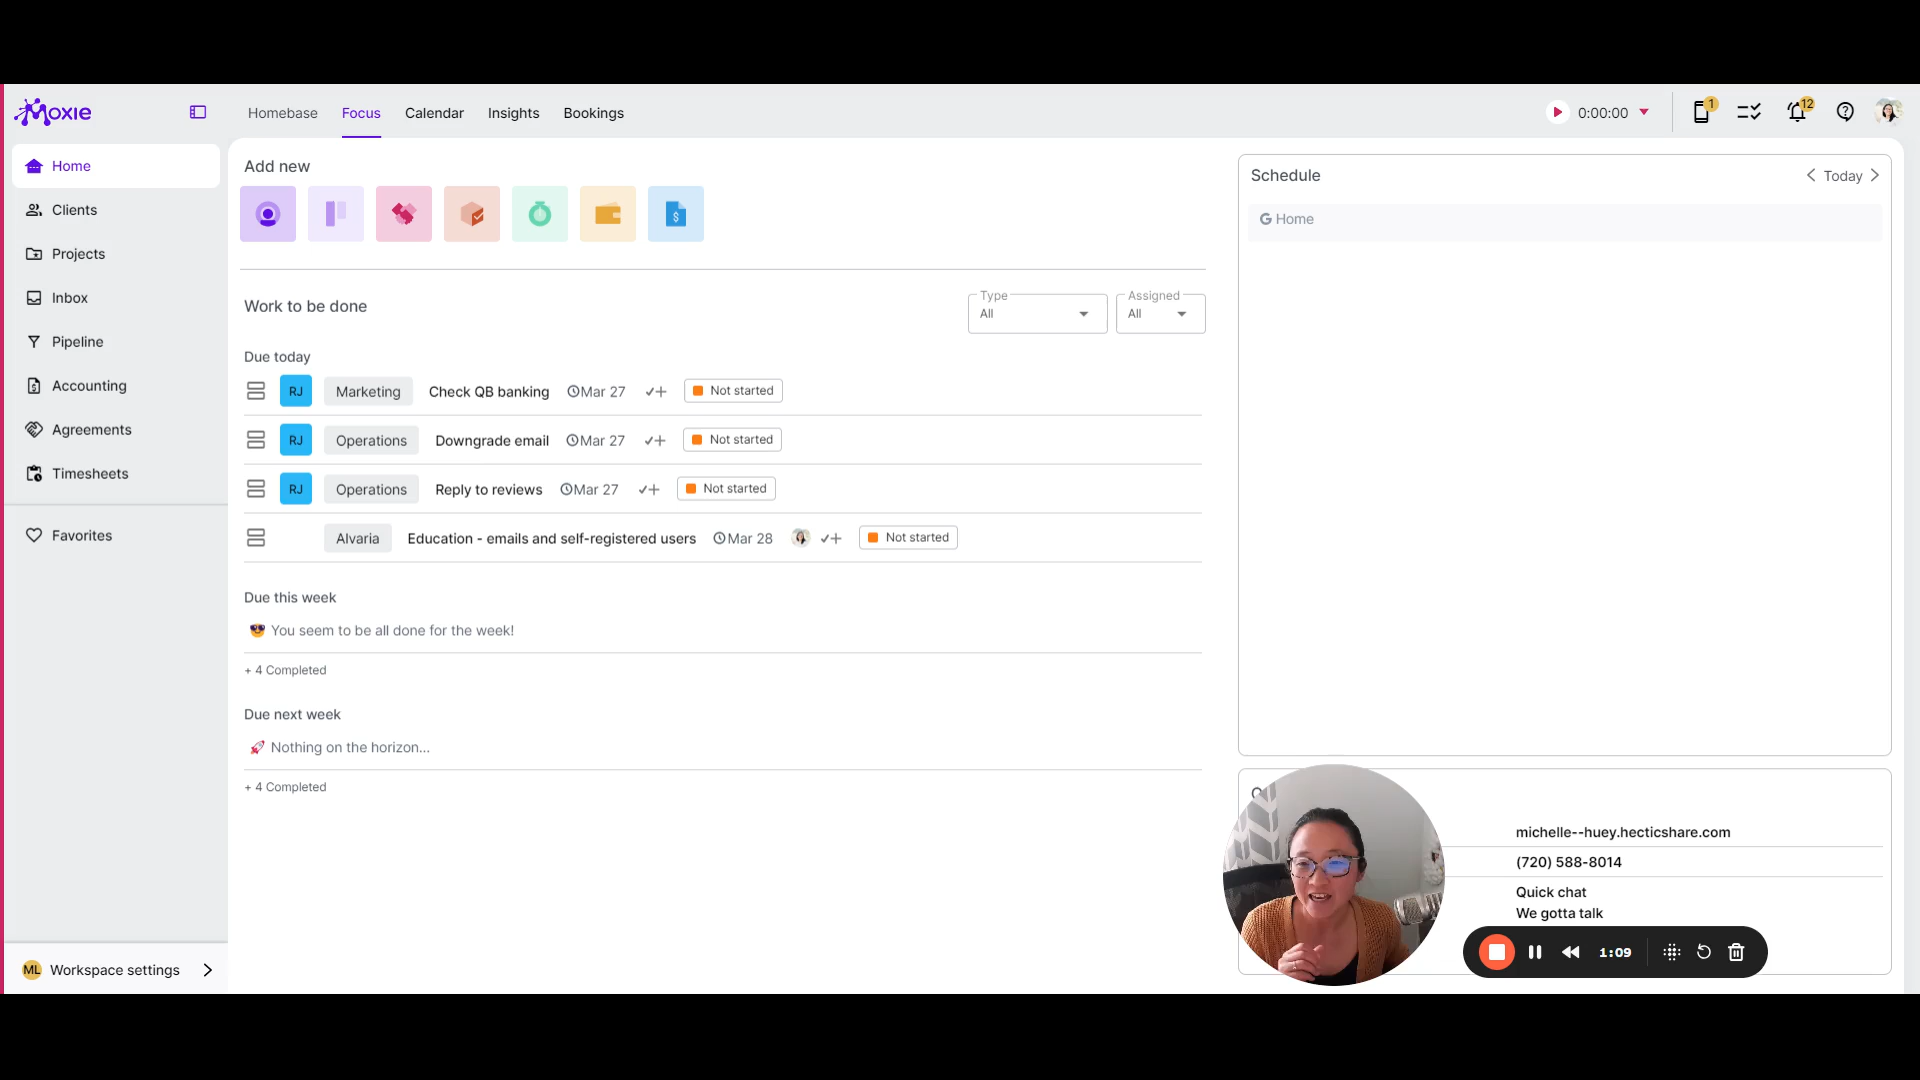 Moxie
Homebase
Focus
Calendar
Insights
Bookings
0:00:00
1
12
Home
Clients
Projects
Inbox
Pipeline
Accounting
Agreements
Timesheets
Favorites
ML Workspace settings
Add new
Work to be done
Type
All
Assigned
All
Due today
RJ Marketing Check QB banking Mar 27 Not started
RJ Operations Downgrade email Mar 27 Not started
RJ Operations Reply to reviews Mar 27 Not started
Alvaria Education - emails and self-registered users Mar 28 Not started
Due this week
You seem to be all done for the week!
+ 4 Completed
Due next week
Nothing on the horizon...
+ 4 Completed
Schedule
Today
G Home
michelle--huey.hecticshare.com
(720) 588-8014
Quick chat
We gotta talk
1:09